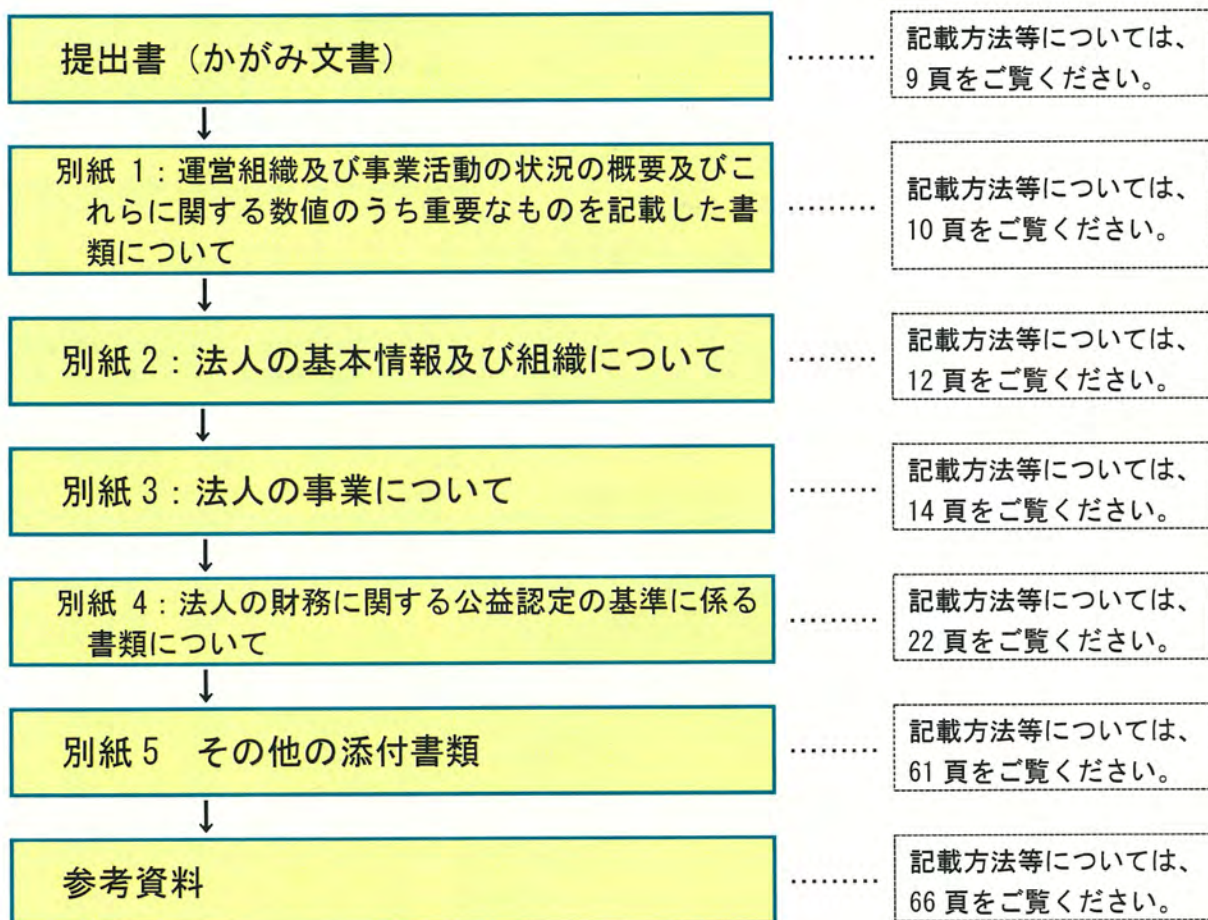 提出書（かがみ文書）
………
記載方法等については、
9 頁をご覧ください。
↓
別紙 1：運営組織及び事業活動の状況の概要及びこ
れらに関する数値のうち重要なものを記載した書
類について
………
記載方法等については、
10 頁をご覧ください。
↓
別紙 2：法人の基本情報及び組織について
………
記載方法等については、
12 頁をご覧ください。
↓
別紙 3：法人の事業について
………
記載方法等については、
14 頁をご覧ください。
↓
別紙 4：法人の財務に関する公益認定の基準に係る
書類について
………
記載方法等については、
22 頁をご覧ください。
↓
別紙 5　その他の添付書類
………
記載方法等については、
61 頁をご覧ください。
↓
参考資料
………
記載方法等については、
66 頁をご覧ください。